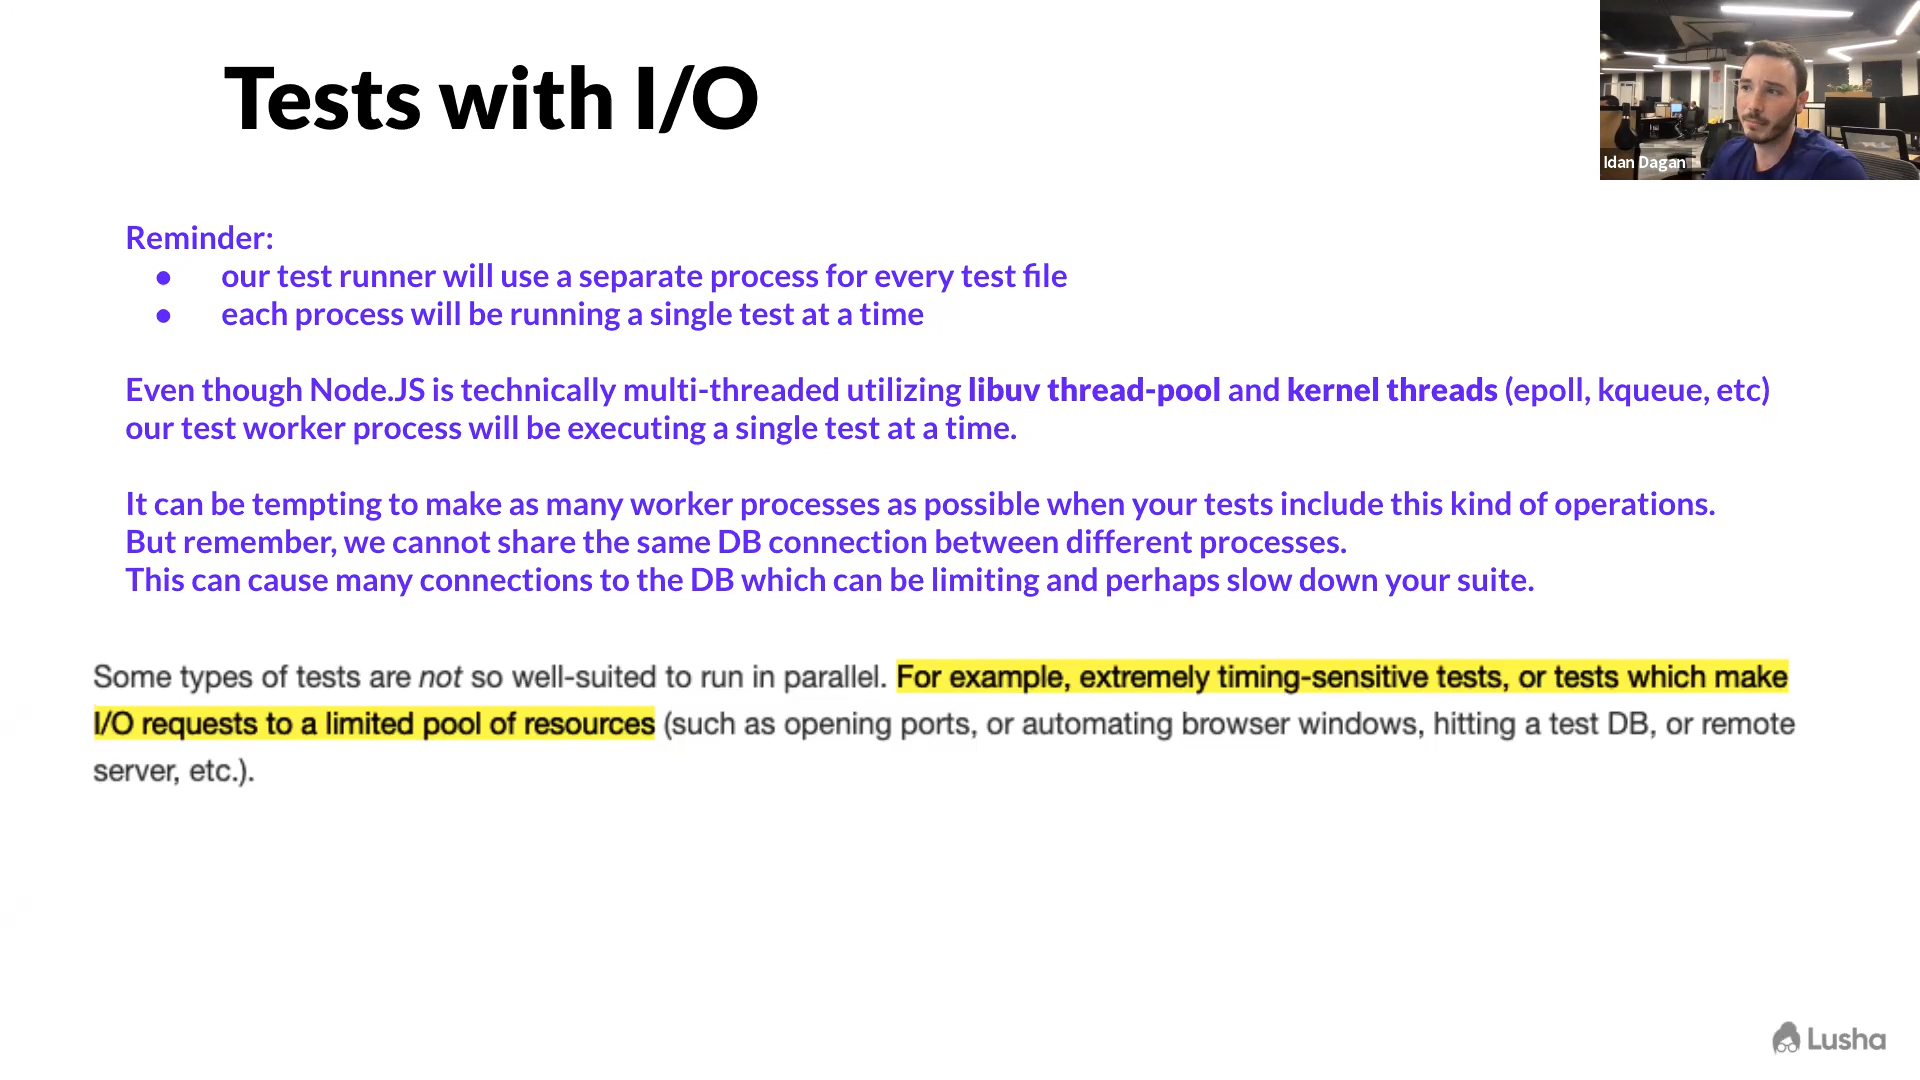 Tests with I/O
Idan Dagan
Reminder:
● our test runner will use a separate process for every test file
● each process will be running a single test at a time
Even though Node.JS is technically multi-threaded utilizing libuv thread-pool and kernel threads (epoll, kqueue, etc)
our test worker process will be executing a single test at a time.
It can be tempting to make as many worker processes as possible when your tests include this kind of operations.
But remember, we cannot share the same DB connection between different processes.
This can cause many connections to the DB which can be limiting and perhaps slow down your suite.
Some types of tests are not so well-suited to run in parallel. For example, extremely timing-sensitive tests, or tests which make
I/O requests to a limited pool of resources (such as opening ports, or automating browser windows, hitting a test DB, or remote
server, etc.).
Lusha